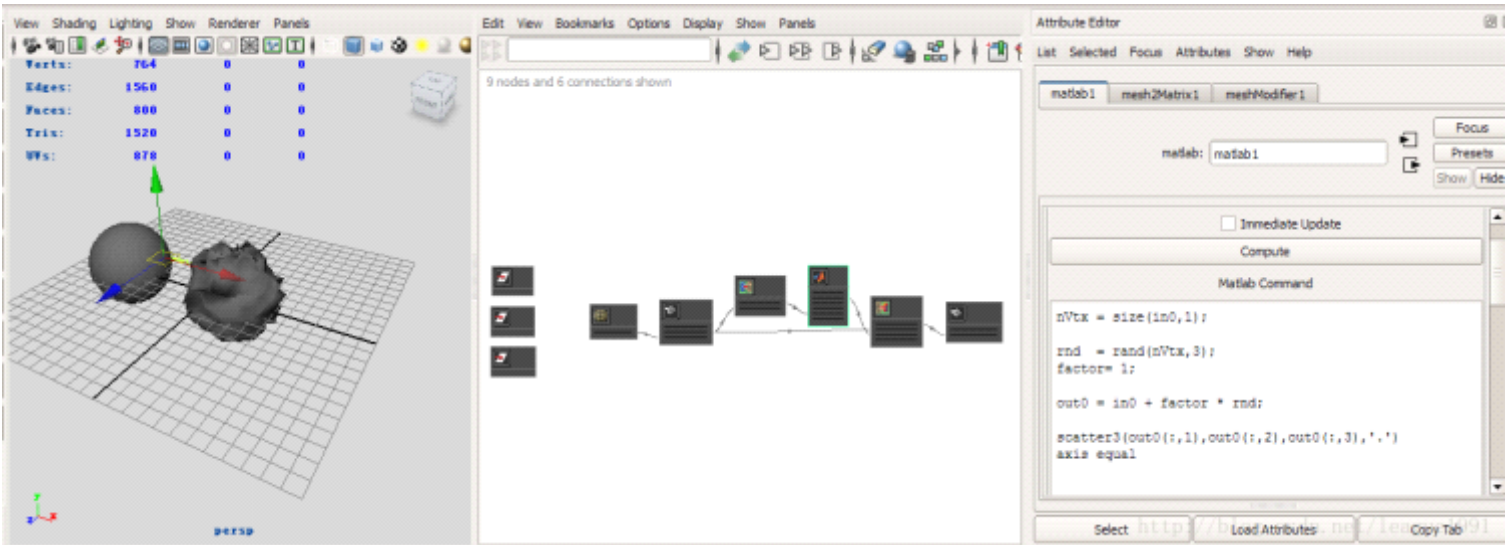 View Shading Lighting Show Renderer Panels
Verts: 764 0 0
Edges: 1560 0 0
Faces: 800 0 0
Tris: 1520 0 0
UVs: 878 0 0
persp
Edit View Bookmarks Options Display Show Panels
9 nodes and 6 connections shown
Attribute Editor
List Selected Focus Attributes Show Help
matlab1 mesh2Matrix1 meshModifier1
matlab: matlab1
Focus
Presets
Show Hide
Immediate Update
Compute
Matlab Command
nVtx = size(in0,1);
rnd = rand(nVtx,3);
factor= 1;
out0 = in0 + factor * rnd;
scatter3(out0(:,1),out0(:,2),out0(:,3),'.')
axis equal
Select Load Attributes Copy Tab